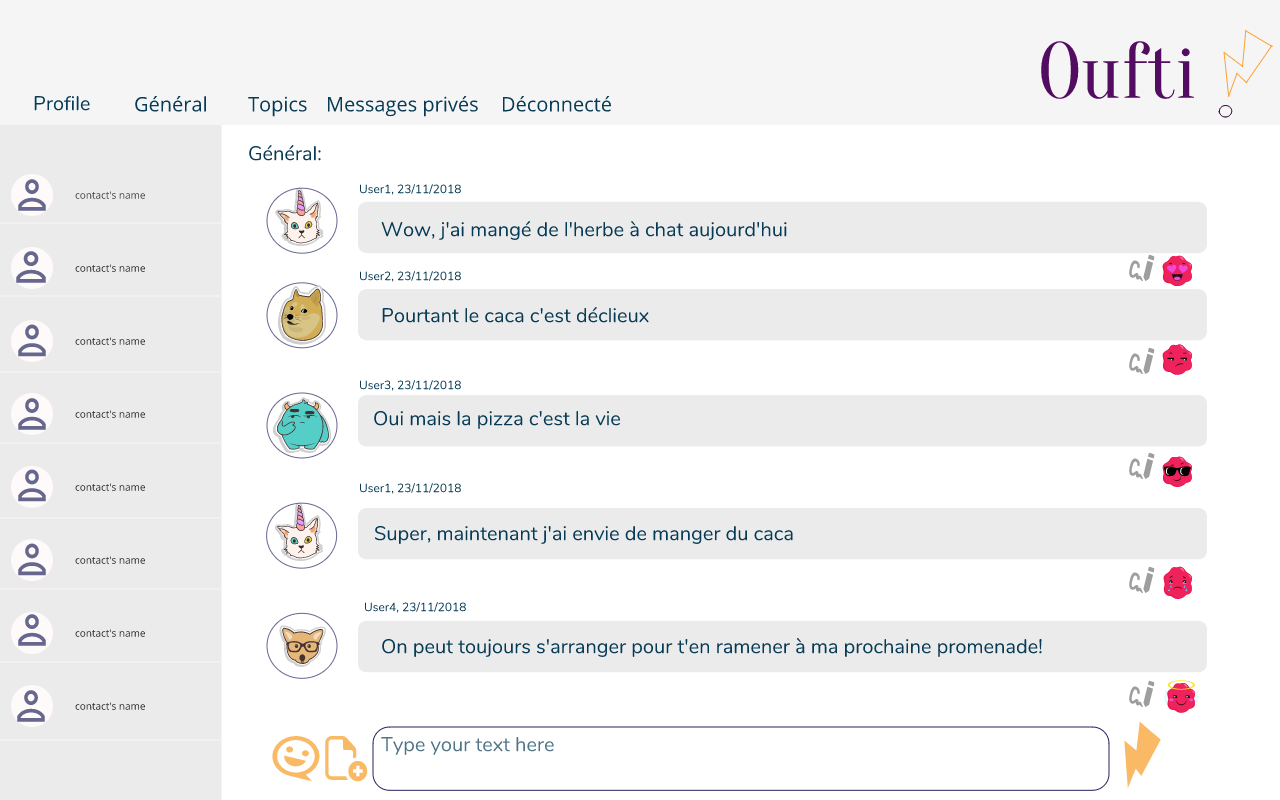 Oufti
Profile Général Topics Messages privés Déconnecté
contact's name
contact's name
contact's name
contact's name
contact's name
contact's name
contact's name
contact's name
Général:
User1, 23/11/2018
Wow, j'ai mangé de l'herbe à chat aujourd'hui
User2, 23/11/2018
Pourtant le caca c'est déclieux
User3, 23/11/2018
Oui mais la pizza c'est la vie
User1, 23/11/2018
Super, maintenant j'ai envie de manger du caca
User4, 23/11/2018
On peut toujours s'arranger pour t'en ramener à ma prochaine promenade!
Type your text here